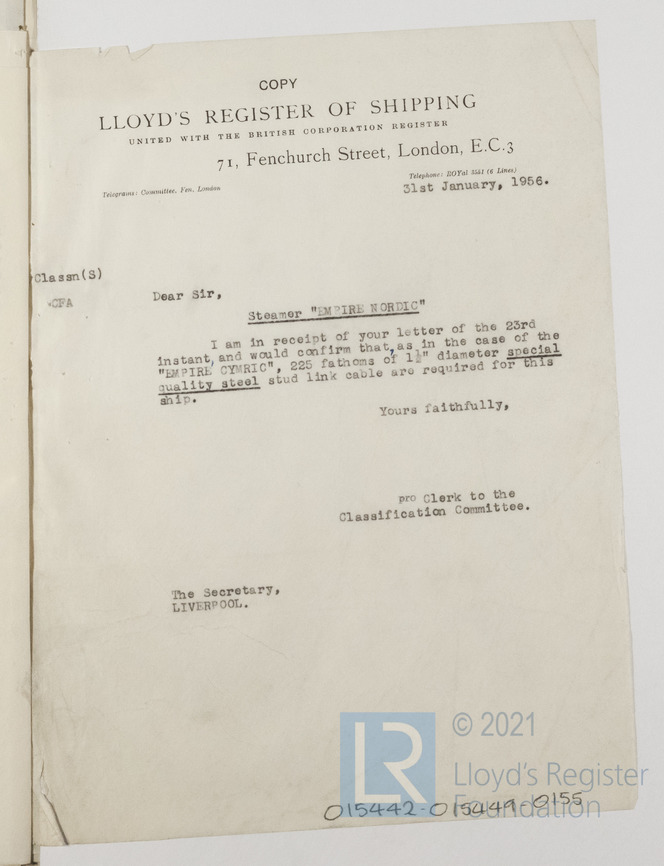 COPY
LLOYD'S REGISTER OF SHIPPING
UNITED WITH THE BRITISH CORPORATION REGISTER
71, Fenchurch Street, London, E.C.3
Telegrams: Committee, Fen, London
Telephone: ROYal 5551 (6 Lines)
31st January, 1956.
Classn(S)
CFA
Dear Sir,
Steamer "EMPIRE NORDIC"
I am in receipt of your letter of the 23rd
instant, and would confirm that, as in the case of the
"EMPIRE CYMRIC", 225 fathoms of diameter special
quality steel stud link cable are required for this
ship.
Yours faithfully,
pro Clerk to the
Classification Committee.
The Secretary,
LIVERPOOL.
LR
© 2021
Lloyd's Register
Foundation
015442-015449-0155